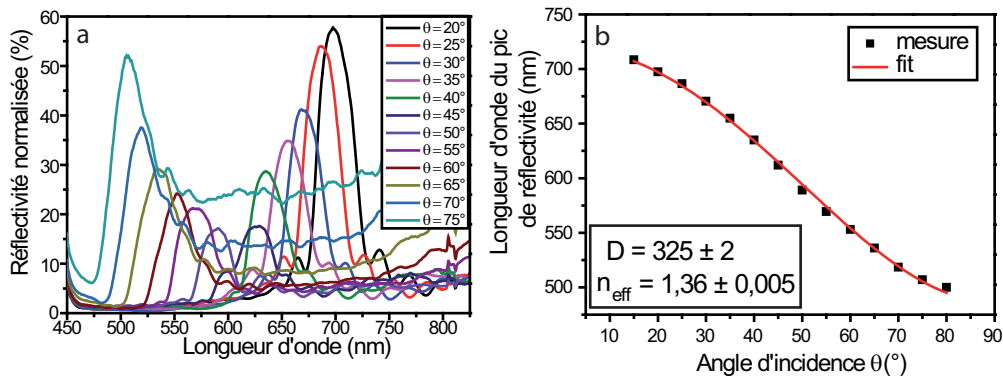 a
Réflectivité normalisée (%)
60
50
40
30
20
10
0
450
500
550
600
650
700
750
800
Longueur d'onde (nm)
θ = 20°
θ = 25°
θ = 30°
θ = 35°
θ = 40°
θ = 45°
θ = 50°
θ = 55°
θ = 60°
θ = 65°
θ = 70°
θ = 75°
b
Longueur d'onde du pic
de réflectivité (nm)
750
700
650
600
550
500
10
20
30
40
50
60
70
80
90
Angle d'incidence θ(°)
mesure
fit
D = 325 ± 2
neff = 1,36 ± 0,005